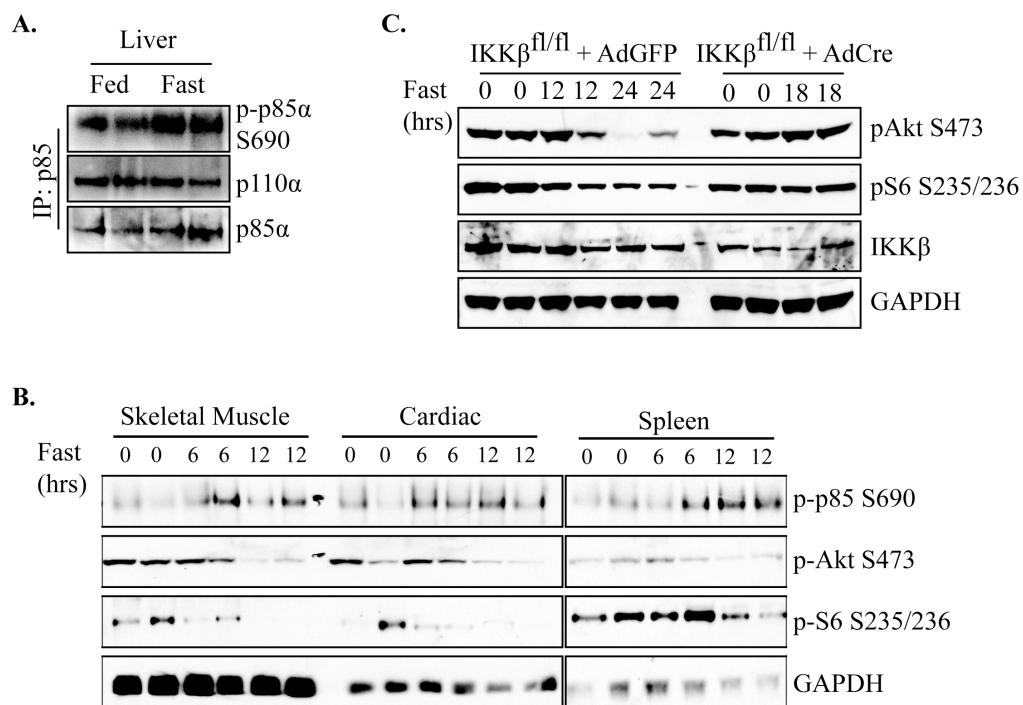 A.
Liver
Fed Fast
IP: p85
p-p85α
S690
p110α
p85α
C.
IKKβfl/fl + AdGFP IKKβfl/fl + AdCre
Fast
(hrs)
0 0 12 12 24 24 0 0 18 18
pAkt S473
pS6 S235/236
IKKβ
GAPDH
B.
Skeletal Muscle Cardiac Spleen
Fast
(hrs)
0 0 6 6 12 12 0 0 6 6 12 12 0 0 6 6 12 12
p-p85 S690
p-Akt S473
p-S6 S235/236
GAPDH